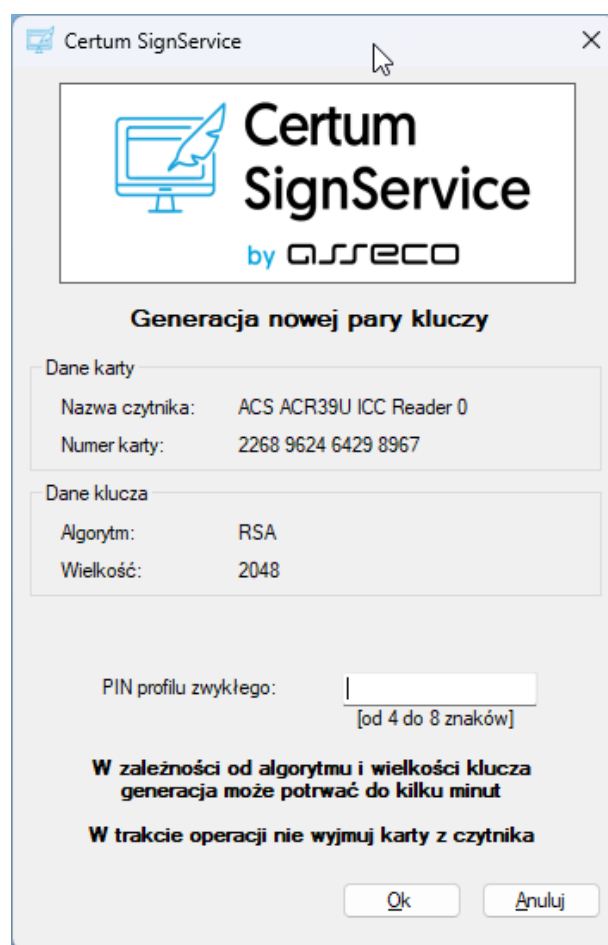 Certum SignService
Certum
SignService
by asseco
Generacja nowej pary kluczy
Dane karty
Nazwa czytnika: ACS ACR39U ICC Reader 0
Numer karty: 2268 9624 6429 8967
Dane klucza
Algorytm: RSA
Wielkość: 2048
PIN profilu zwykłego:
[od 4 do 8 znaków]
W zależności od algorytmu i wielkości klucza
generacja może potrwać do kilku minut
W trakcie operacji nie wyjmuj karty z czytnika
Ok Anuluj